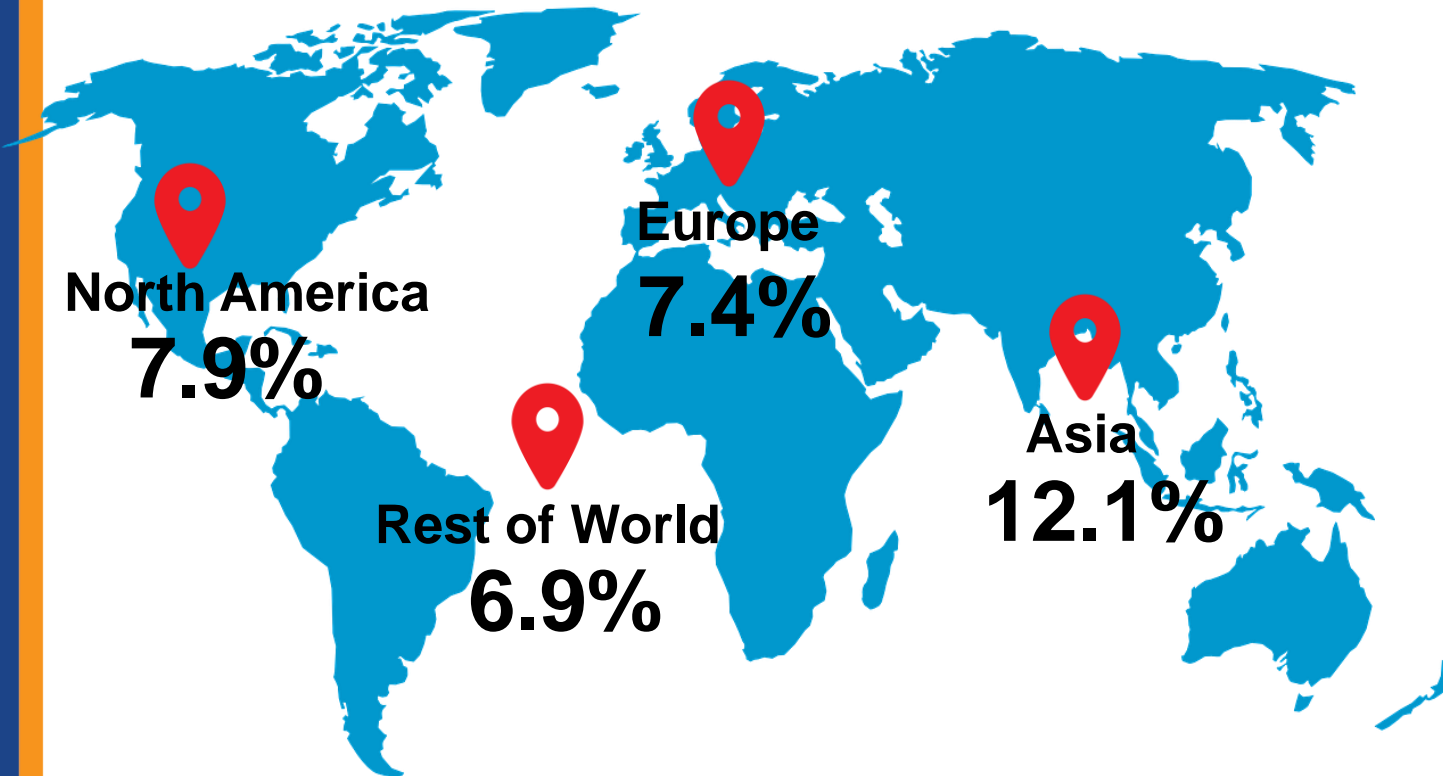 Europe
7.4%
North America
7.9%
Asia
12.1%
Rest of World
6.9%